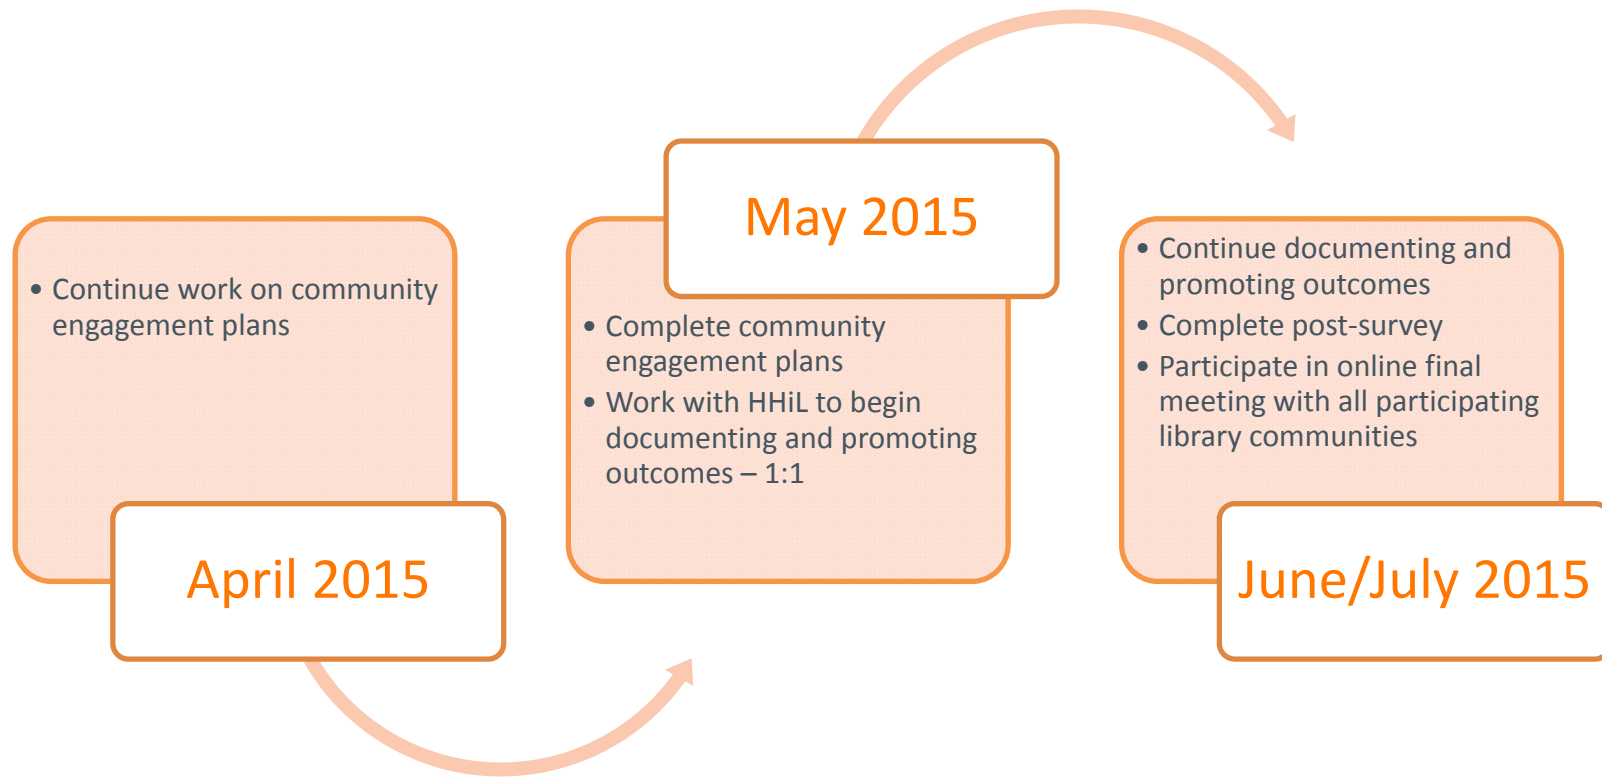 • Continue work on community
engagement plans
April 2015
May 2015
• Complete community
engagement plans
• Work with HHiL to begin
documenting and promoting
outcomes – 1:1
• Continue documenting and
promoting outcomes
• Complete post-survey
• Participate in online final
meeting with all participating
library communities
June/July 2015